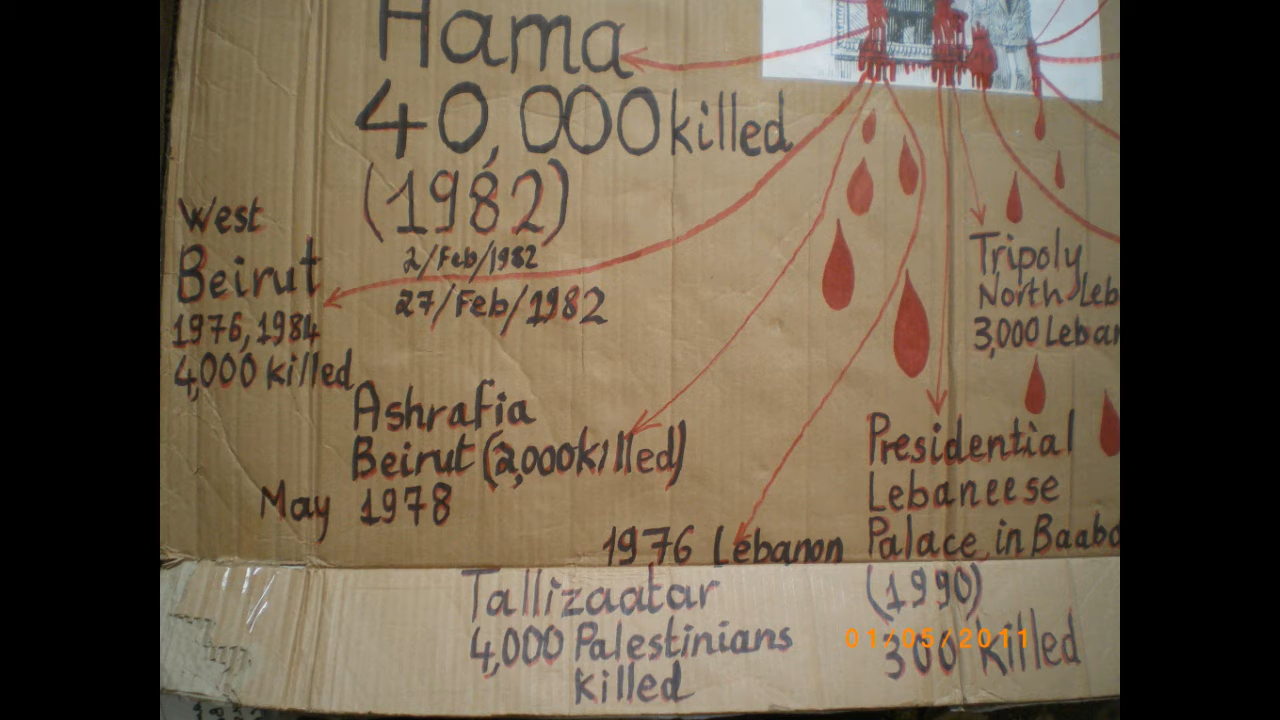 Hama
40,000 killed
(1982)
2/Feb/1982
27/Feb/1982
West
Beirut
1976, 1984
4,000 killed
Ashrafia
Beirut (2,000 killed)
May 1978
Tripoly
North Leb
3,000 Leban
Presidential
Lebaneese
Palace in Baabd
(1990)
300 killed
1976 Lebanon
Tallizaatar
4,000 Palestinians
killed
01/05/2011